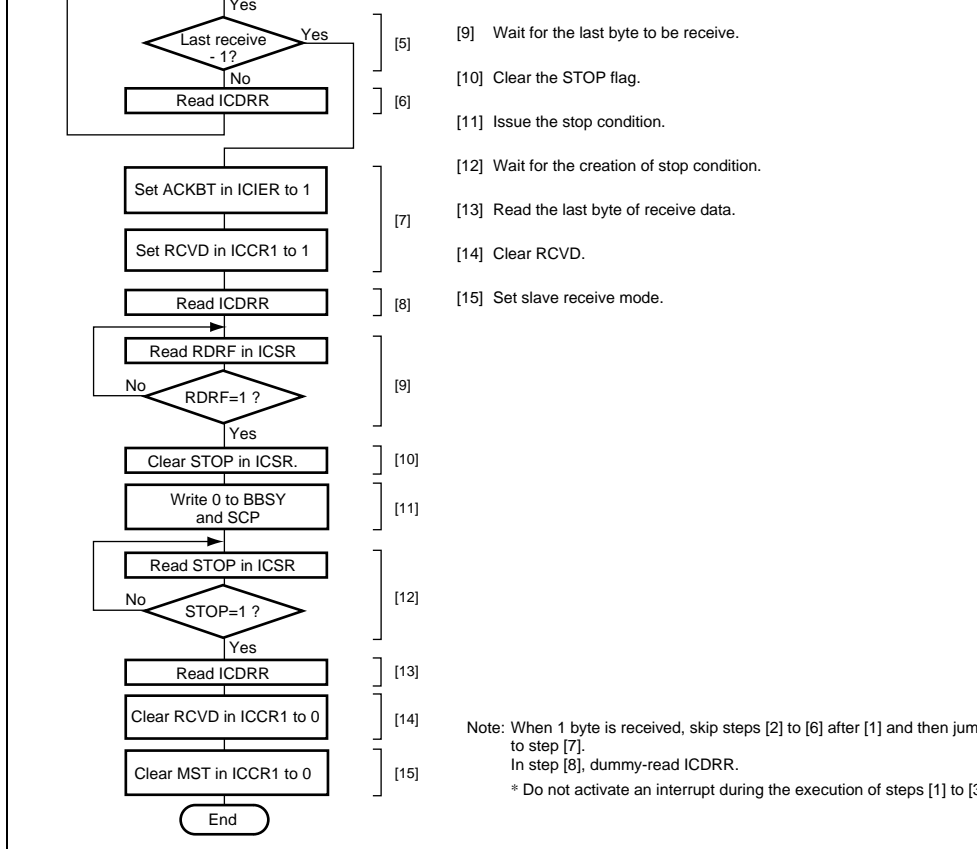 Yes
Last receive
- 1?
Yes
[5]
No
Read ICDRR
[6]
Set ACKBT in ICIER to 1
[7]
Set RCVD in ICCR1 to 1
Read ICDRR
[8]
Read RDRF in ICSR
No
RDRF=1 ?
[9]
Yes
Clear STOP in ICSR.
[10]
Write 0 to BBSY
and SCP
[11]
Read STOP in ICSR
No
STOP=1 ?
[12]
Yes
Read ICDRR
[13]
Clear RCVD in ICCR1 to 0
[14]
Clear MST in ICCR1 to 0
[15]
End
[9] Wait for the last byte to be receive.
[10] Clear the STOP flag.
[11] Issue the stop condition.
[12] Wait for the creation of stop condition.
[13] Read the last byte of receive data.
[14] Clear RCVD.
[15] Set slave receive mode.
Note: When 1 byte is received, skip steps [2] to [6] after [1] and then
to step [7].
In step [8], dummy-read ICDRR.
* Do not activate an interrupt during the execution of steps [1] to